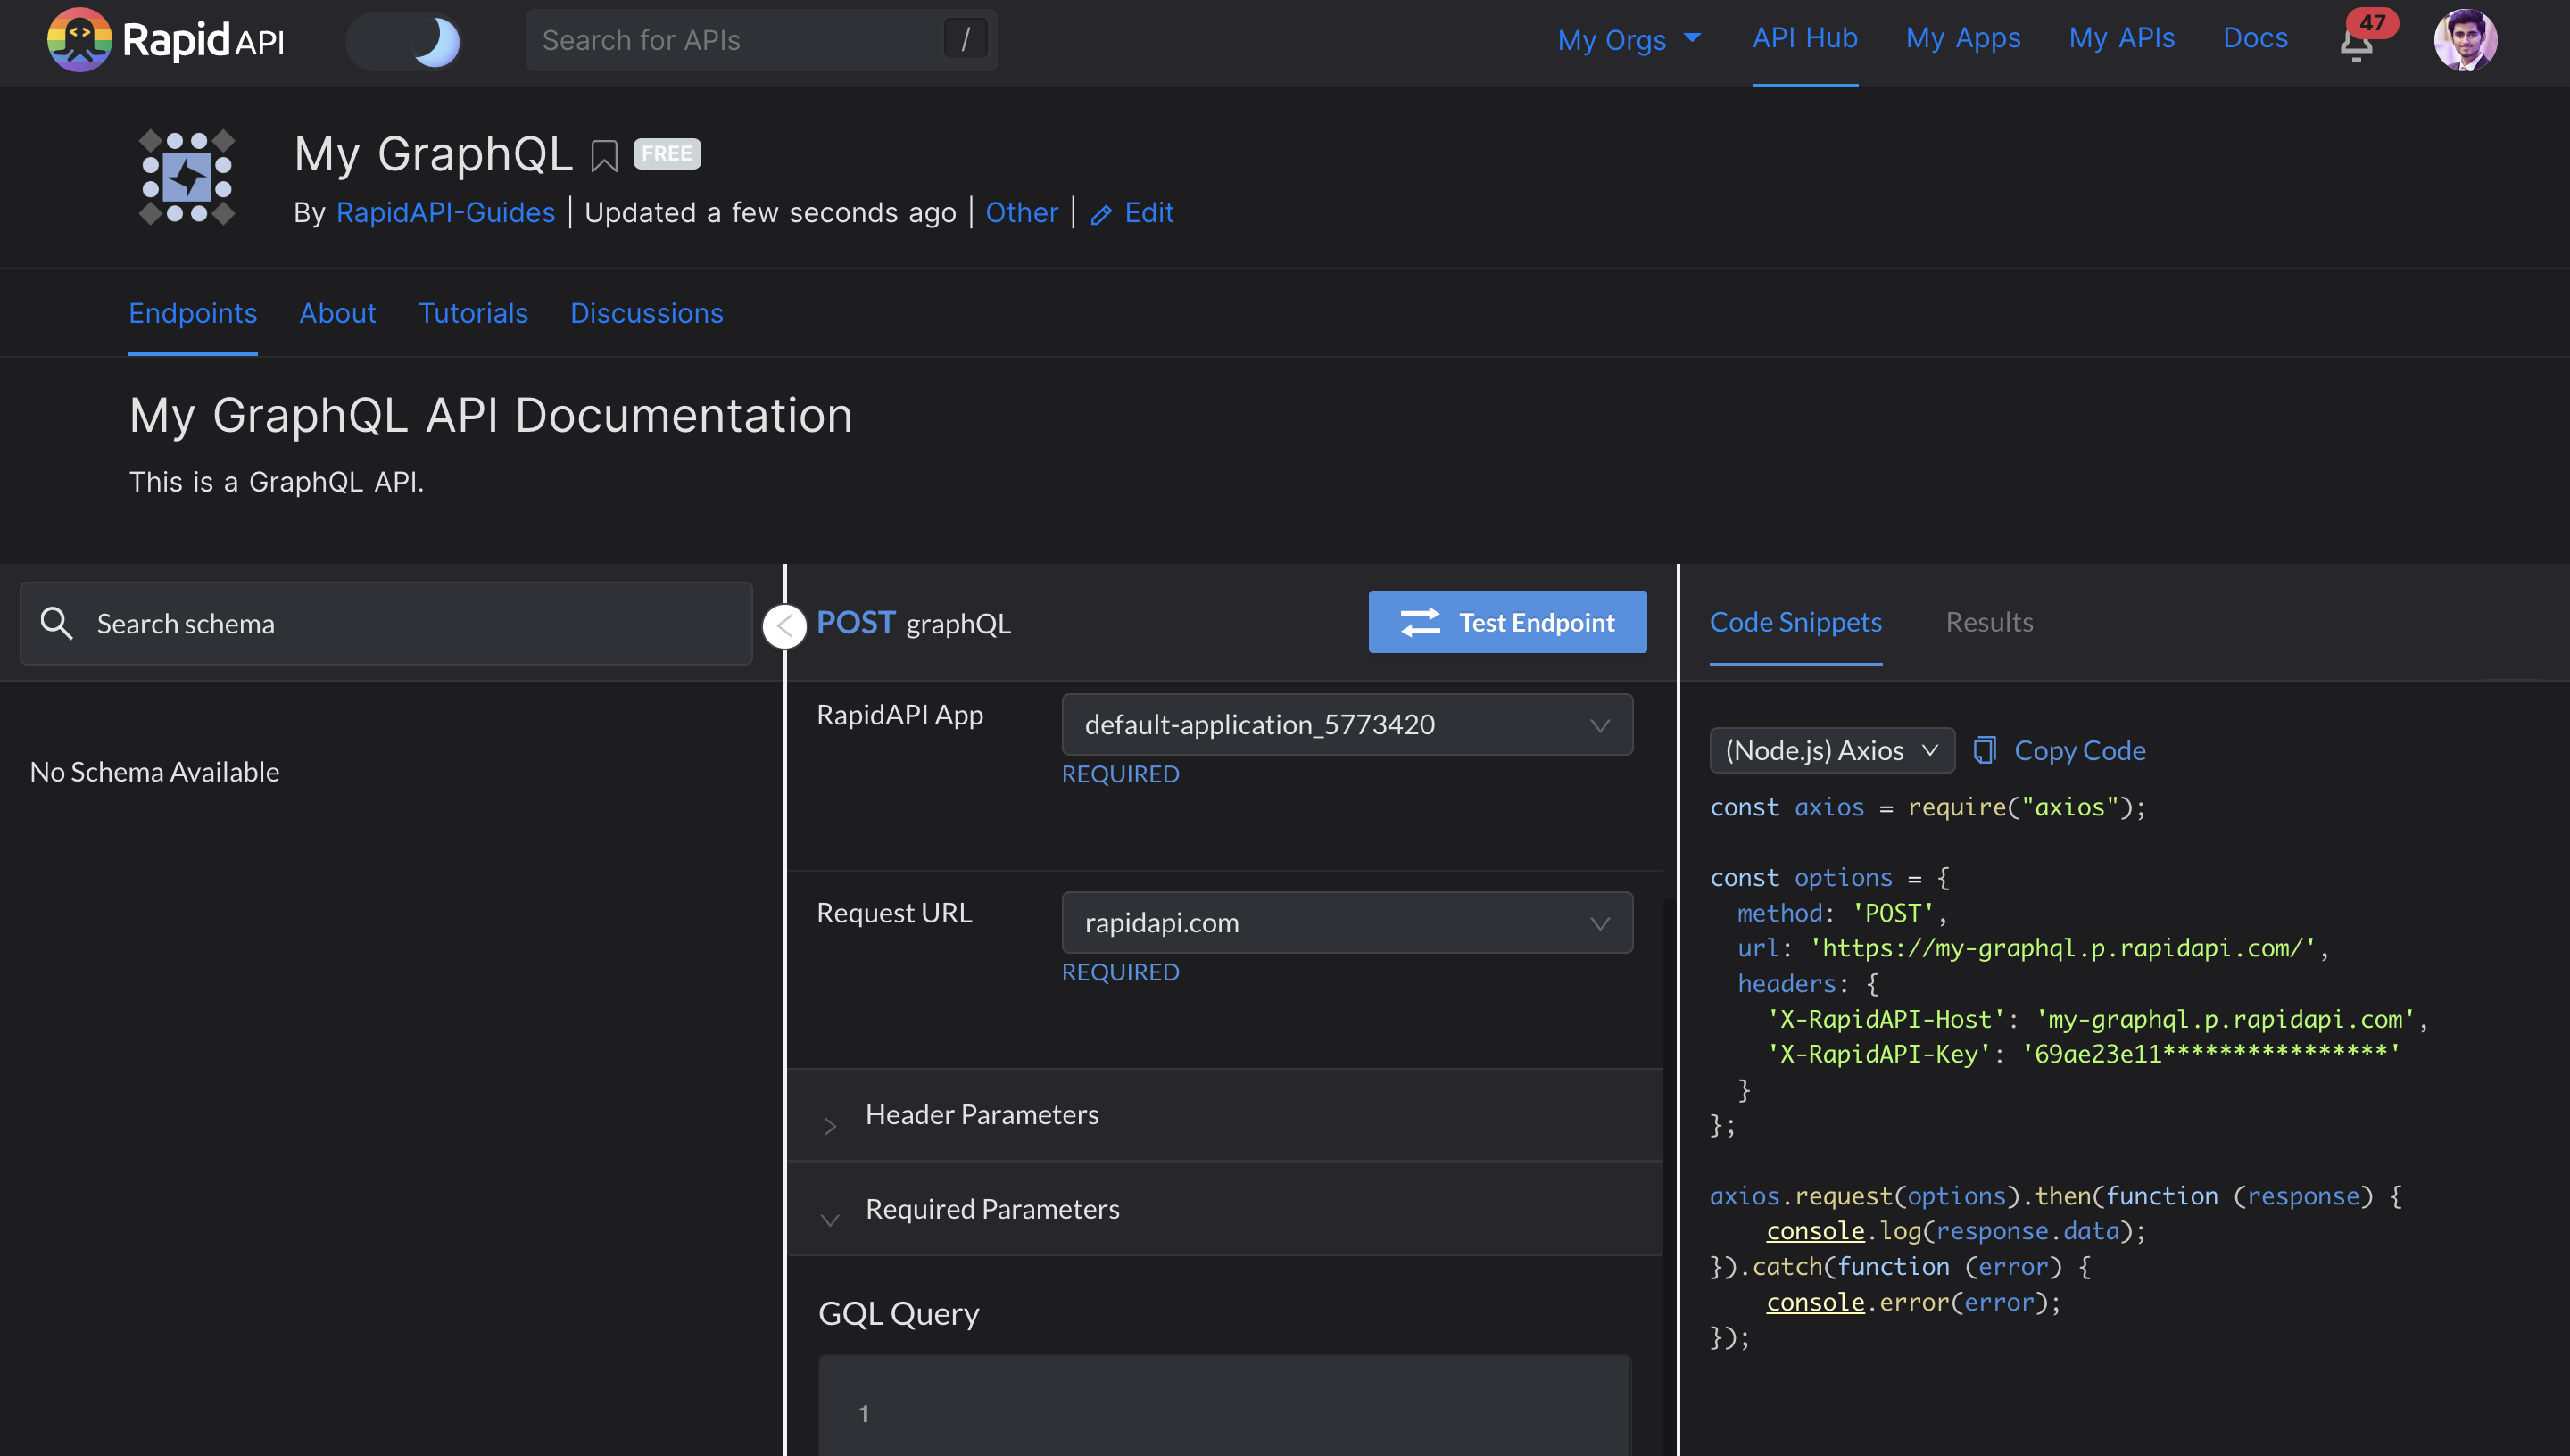 Rapid API
Search for APIs
/
My Orgs
API Hub
My Apps
My APIs
Docs
47
My GraphQL
FREE
By RapidAPI-Guides | Updated a few seconds ago | Other | Edit
Endpoints
About
Tutorials
Discussions
My GraphQL API Documentation
This is a GraphQL API.
Search schema
No Schema Available
POST graphQL
Test Endpoint
RapidAPI App
default-application_5773420
REQUIRED
Request URL
rapidapi.com
REQUIRED
Header Parameters
Required Parameters
GQL Query
1
Code Snippets
Results
(Node.js) Axios
Copy Code
const axios = require("axios");
const options = {
  method: 'POST',
  url: 'https://my-graphql.p.rapidapi.com/',
  headers: {
    'X-RapidAPI-Host': 'my-graphql.p.rapidapi.com',
    'X-RapidAPI-Key': '69ae23e11****************'
  }
};
axios.request(options).then(function (response) {
    console.log(response.data);
}).catch(function (error) {
    console.error(error);
});